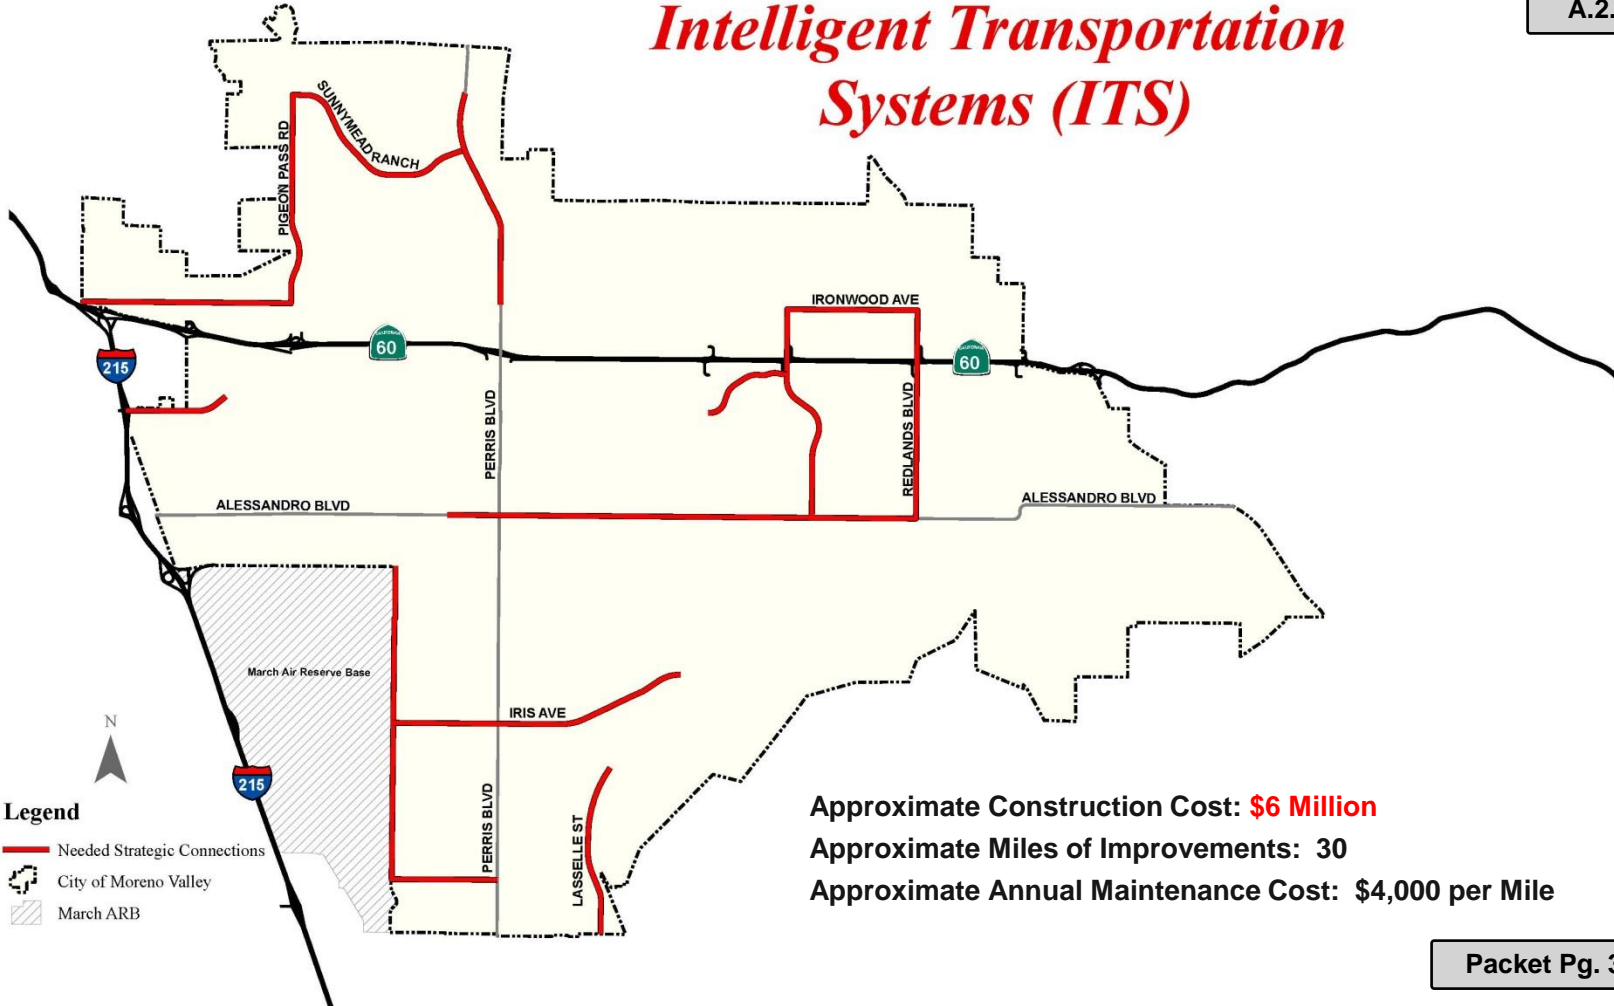 A.2.
Intelligent Transportation
Systems (ITS)
SUNNYMEAD RANCH
PIGEON PASS RD
IRONWOOD AVE
CALIFORNIA
60
CALIFORNIA
60
215
PERRIS BLVD
REDLANDS BLVD
ALESSANDRO BLVD
ALESSANDRO BLVD
March Air Reserve Base
IRIS AVE
N
215
PERRIS BLVD
LASSELLE ST
Legend
Needed Strategic Connections
City of Moreno Valley
March ARB
Approximate Construction Cost: $6 Million
Approximate Miles of Improvements: 30
Approximate Annual Maintenance Cost: $4,000 per Mile
Packet Pg. 3